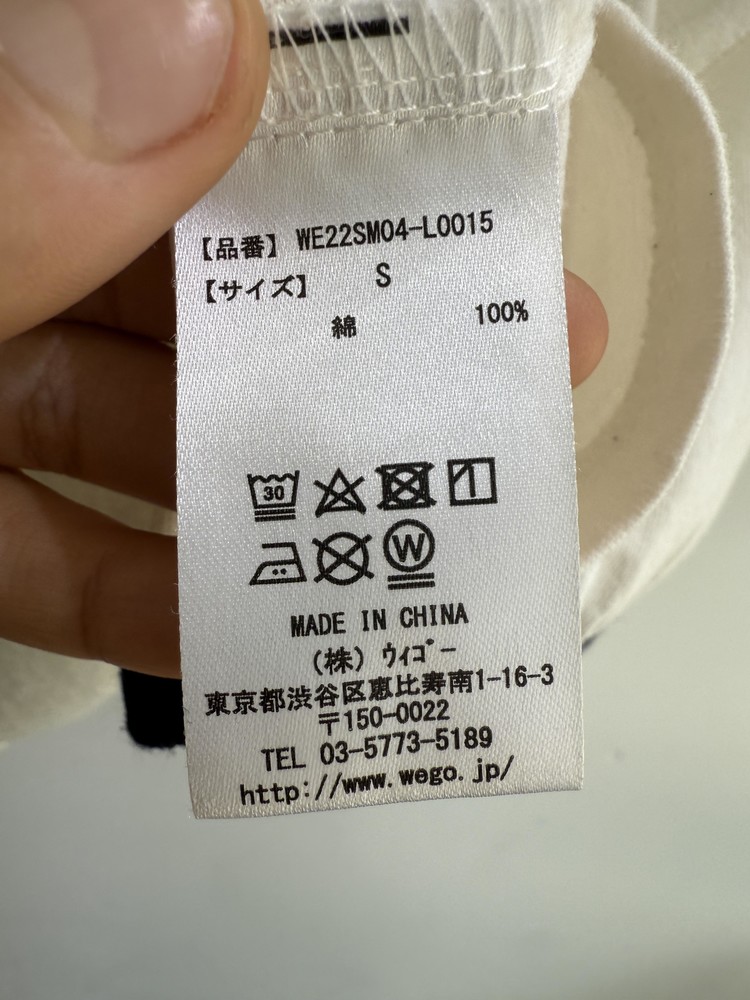 【品番】 WE22SM04-L0015
【サイズ】 S
綿 100%
30
W
MADE IN CHINA
(株) ｳｨｺﾞｰ
東京都渋谷区恵比寿南1-16-3
〒150-0022
TEL 03-5773-5189
http://www.wego.jp/